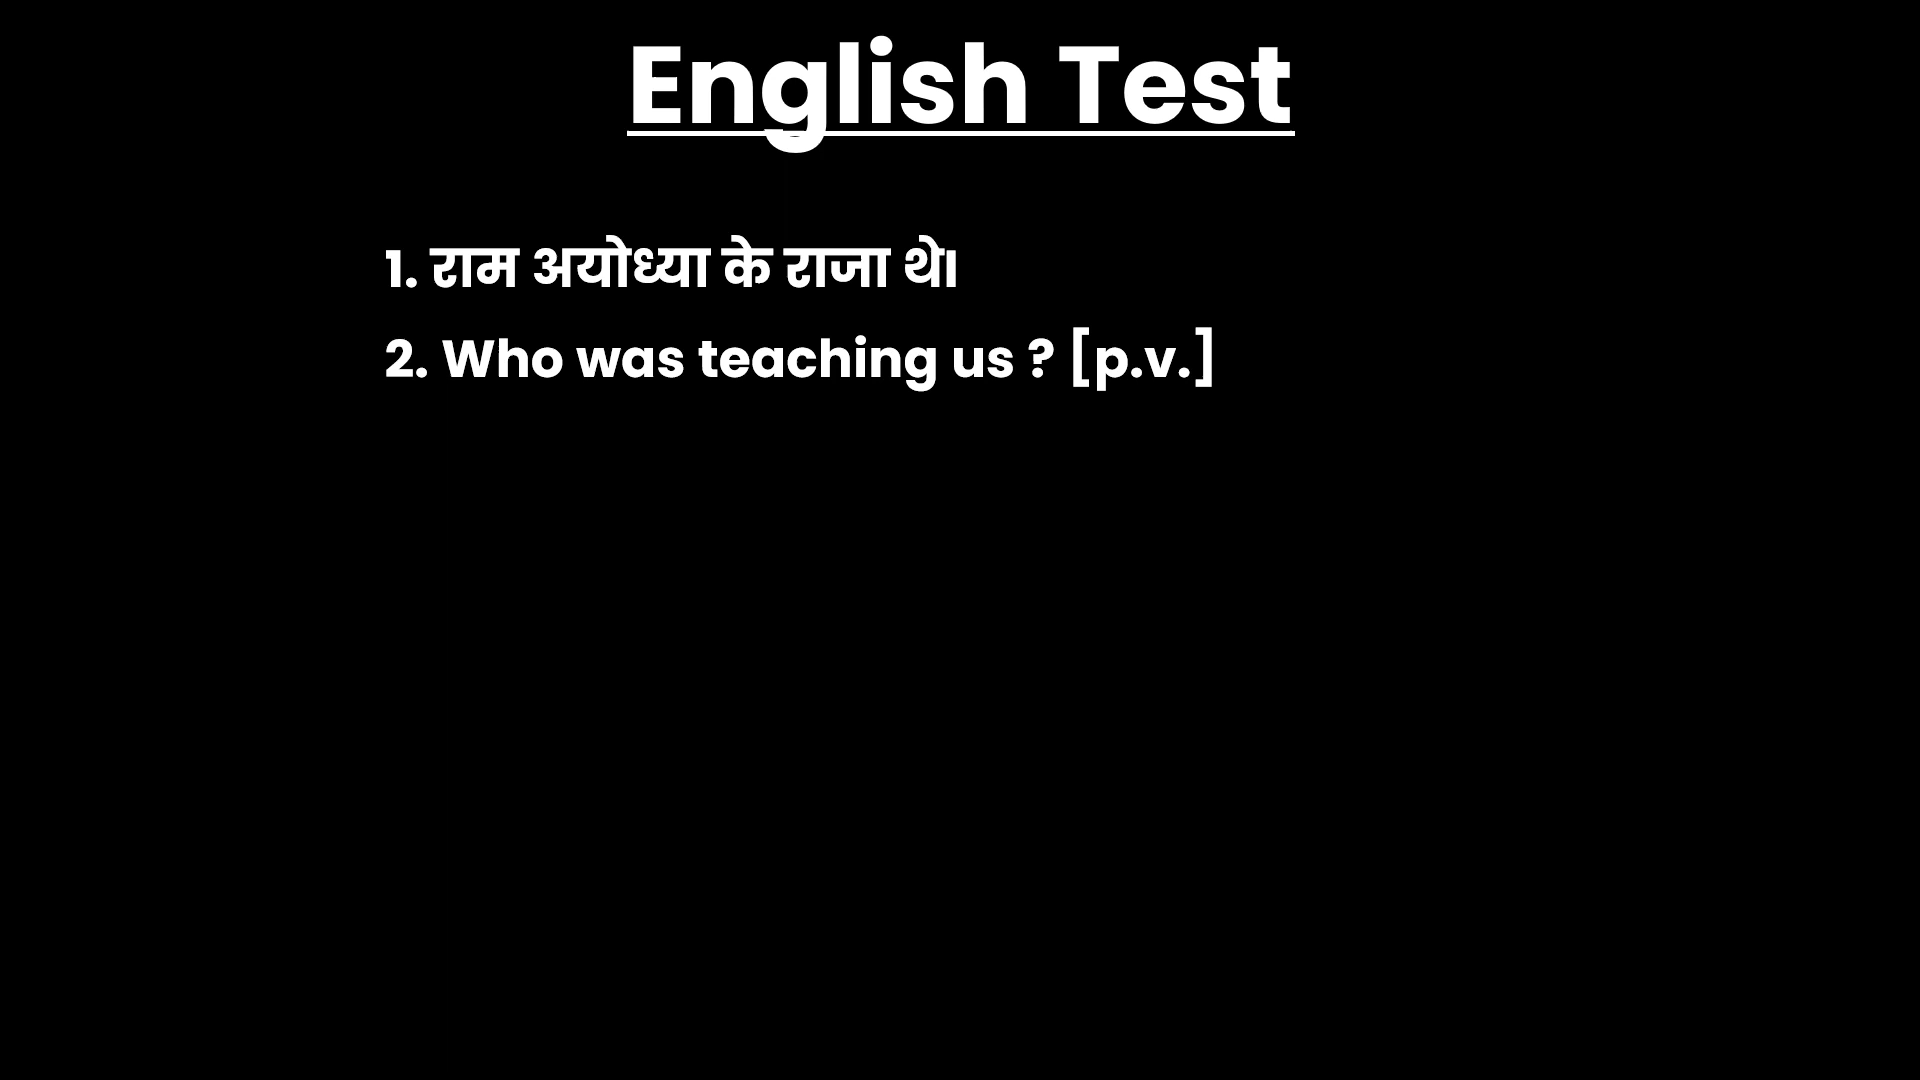 English Test
1. राम अयोध्या के राजा थे।
2. Who was teaching us ? [p.v.]